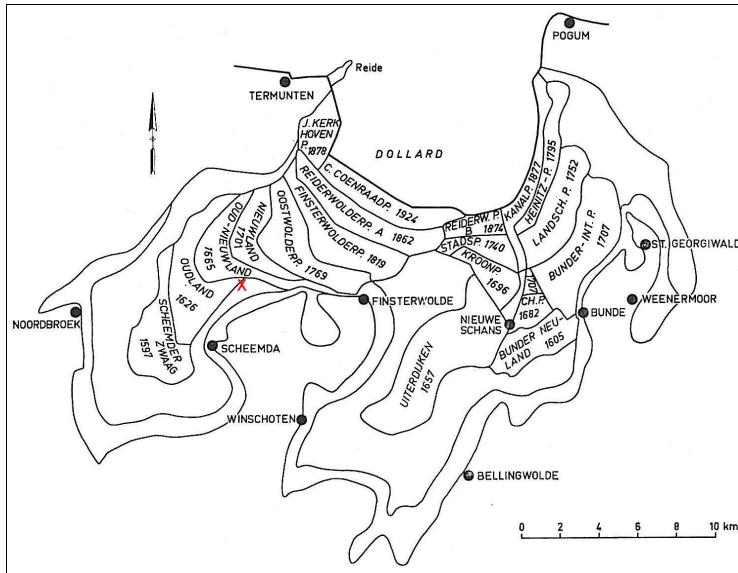 POGUM
Reide
TERMUNTEN
J. KERK
HOVEN
P.
1878
DOLLARD
C. COENRAADP. 1924
REIDERWOLDERP. A 1862
FINSTERWOLDERP. 1819
OOSTWOLDERP. 1769
NIEUWLAND
1701
OUD-NIEUWLAND
1665
OUDLAND
1626
SCHEEMDER
ZWAAG
1597
X
REIDERW. P.
B 1874
STADSP. 1740
KROONP.
1696
KANALP. 1877
HEINITZ-P. 1795
LANDSCH. P. 1752
BUNDER-INT. P.
1707
1707
CH. P.
1682
ST. GEORGIWALD
WEENERMOOR
BUNDE
NIEUWE
SCHANS
BUNDER NEU-
LAND 1605
UITERDIJKEN
1657
NOORDBROEK
FINSTERWOLDE
SCHEEMDA
WINSCHOTEN
BELLINGWOLDE
0 2 4 6 8 10 km